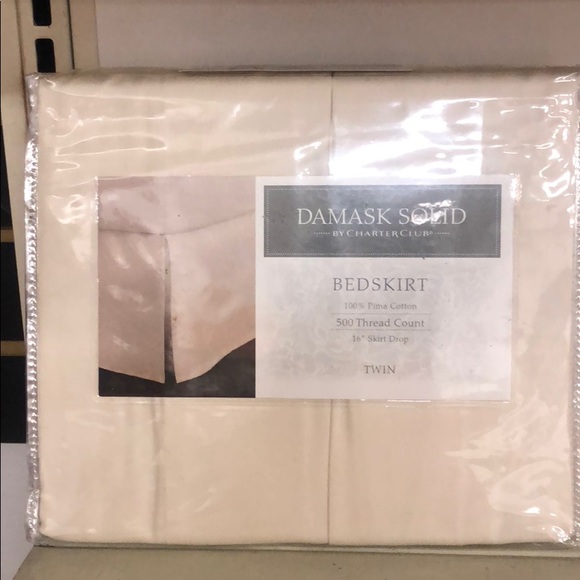 DAMASK SOLID
BY CHARTER CLUB®
BEDSKIRT
100% Pima Cotton
500 Thread Count
16" Skirt Drop
TWIN